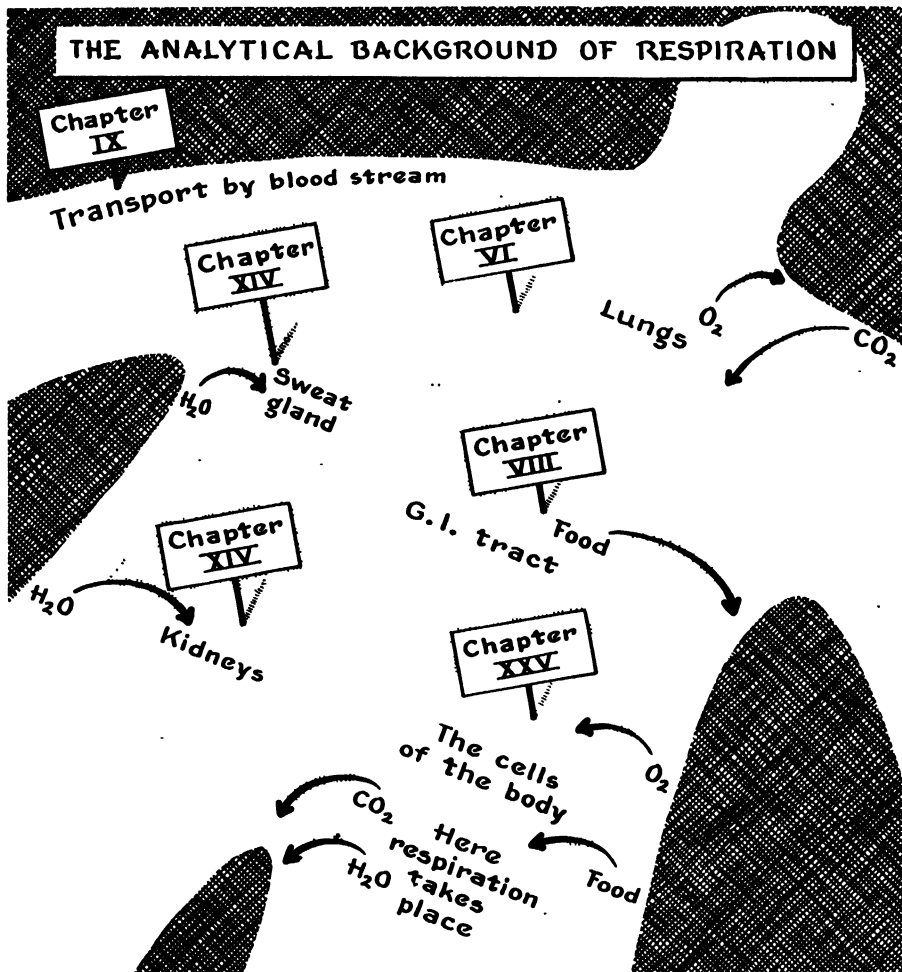 THE ANALYTICAL BACKGROUND OF RESPIRATION
Chapter
IX
Transport by blood stream
Chapter
XIV
Chapter
VI
Lungs
O₂
CO₂
H₂O
Sweat
gland
Chapter
VIII
G. I. tract
Food
Chapter
XIV
H₂O
Kidneys
Chapter
XXV
The cells
of the body
O₂
CO₂
Here
respiration
takes
place
H₂O
Food